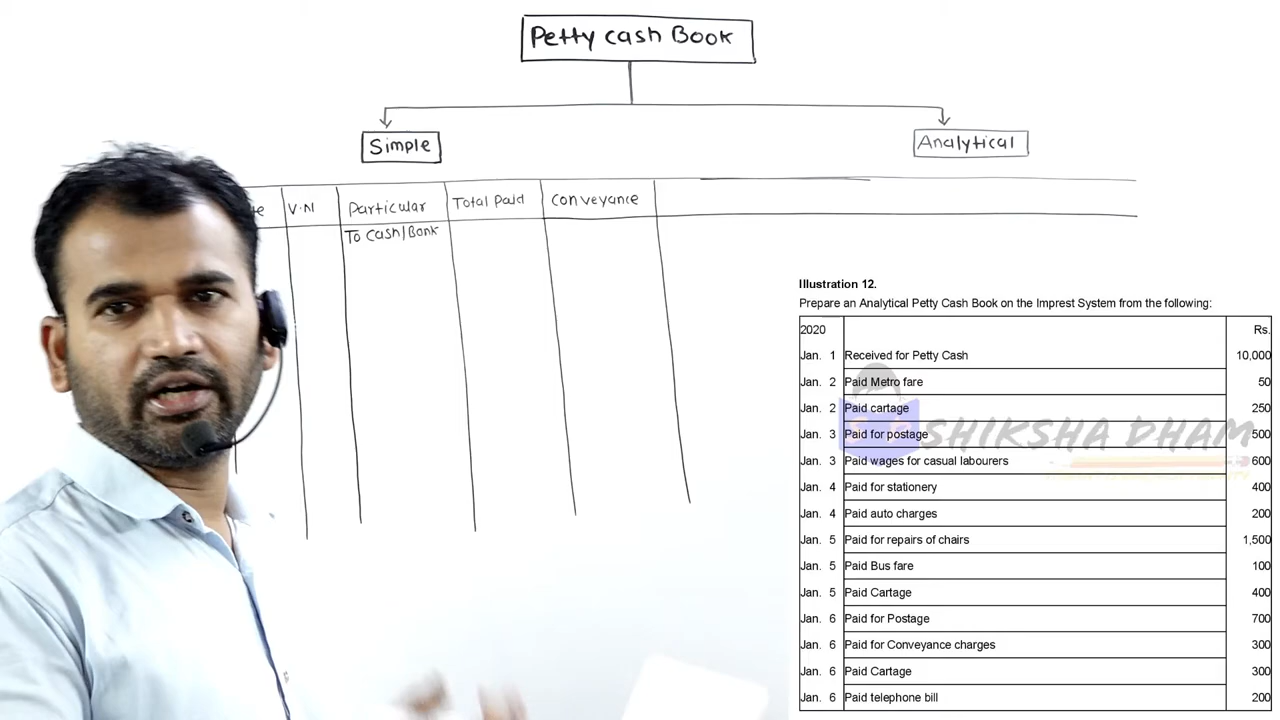 Petty cash Book
Simple
Analytical
V.N Particular Total Paid Conveyance
To Cash/Bank
Illustration 12.
Prepare an Analytical Petty Cash Book on the Imprest System from the following:
2020 Rs.
Jan. 1 Received for Petty Cash 10,000
Jan. 2 Paid Metro fare 50
Jan. 2 Paid cartage 250
Jan. 3 Paid for postage 500
SHIKSHA DHAM
Jan. 3 Paid wages for casual labourers 600
Jan. 4 Paid for stationery 400
Jan. 4 Paid auto charges 200
Jan. 5 Paid for repairs of chairs 1,500
Jan. 5 Paid Bus fare 100
Jan. 5 Paid Cartage 400
Jan. 6 Paid for Postage 700
Jan. 6 Paid for Conveyance charges 300
Jan. 6 Paid Cartage 300
Jan. 6 Paid telephone bill 200